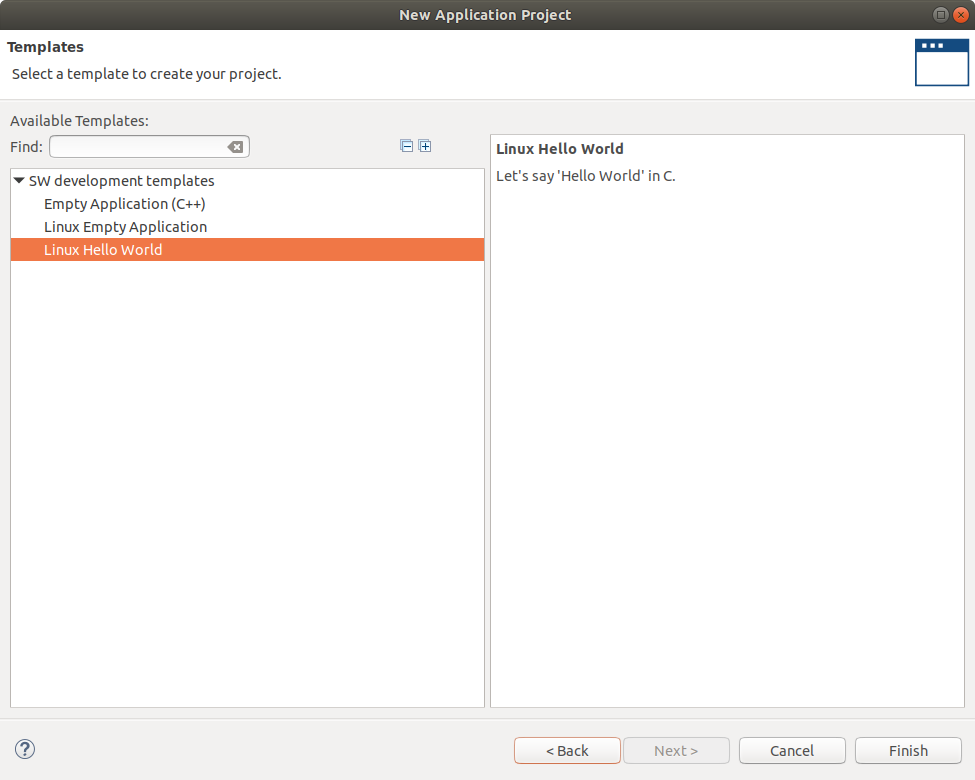 New Application Project
Templates
Select a template to create your project.
Available Templates:
Find:
SW development templates
Empty Application (C++)
Linux Empty Application
Linux Hello World
Linux Hello World
Let's say 'Hello World' in C.
?
< Back
Next >
Cancel
Finish